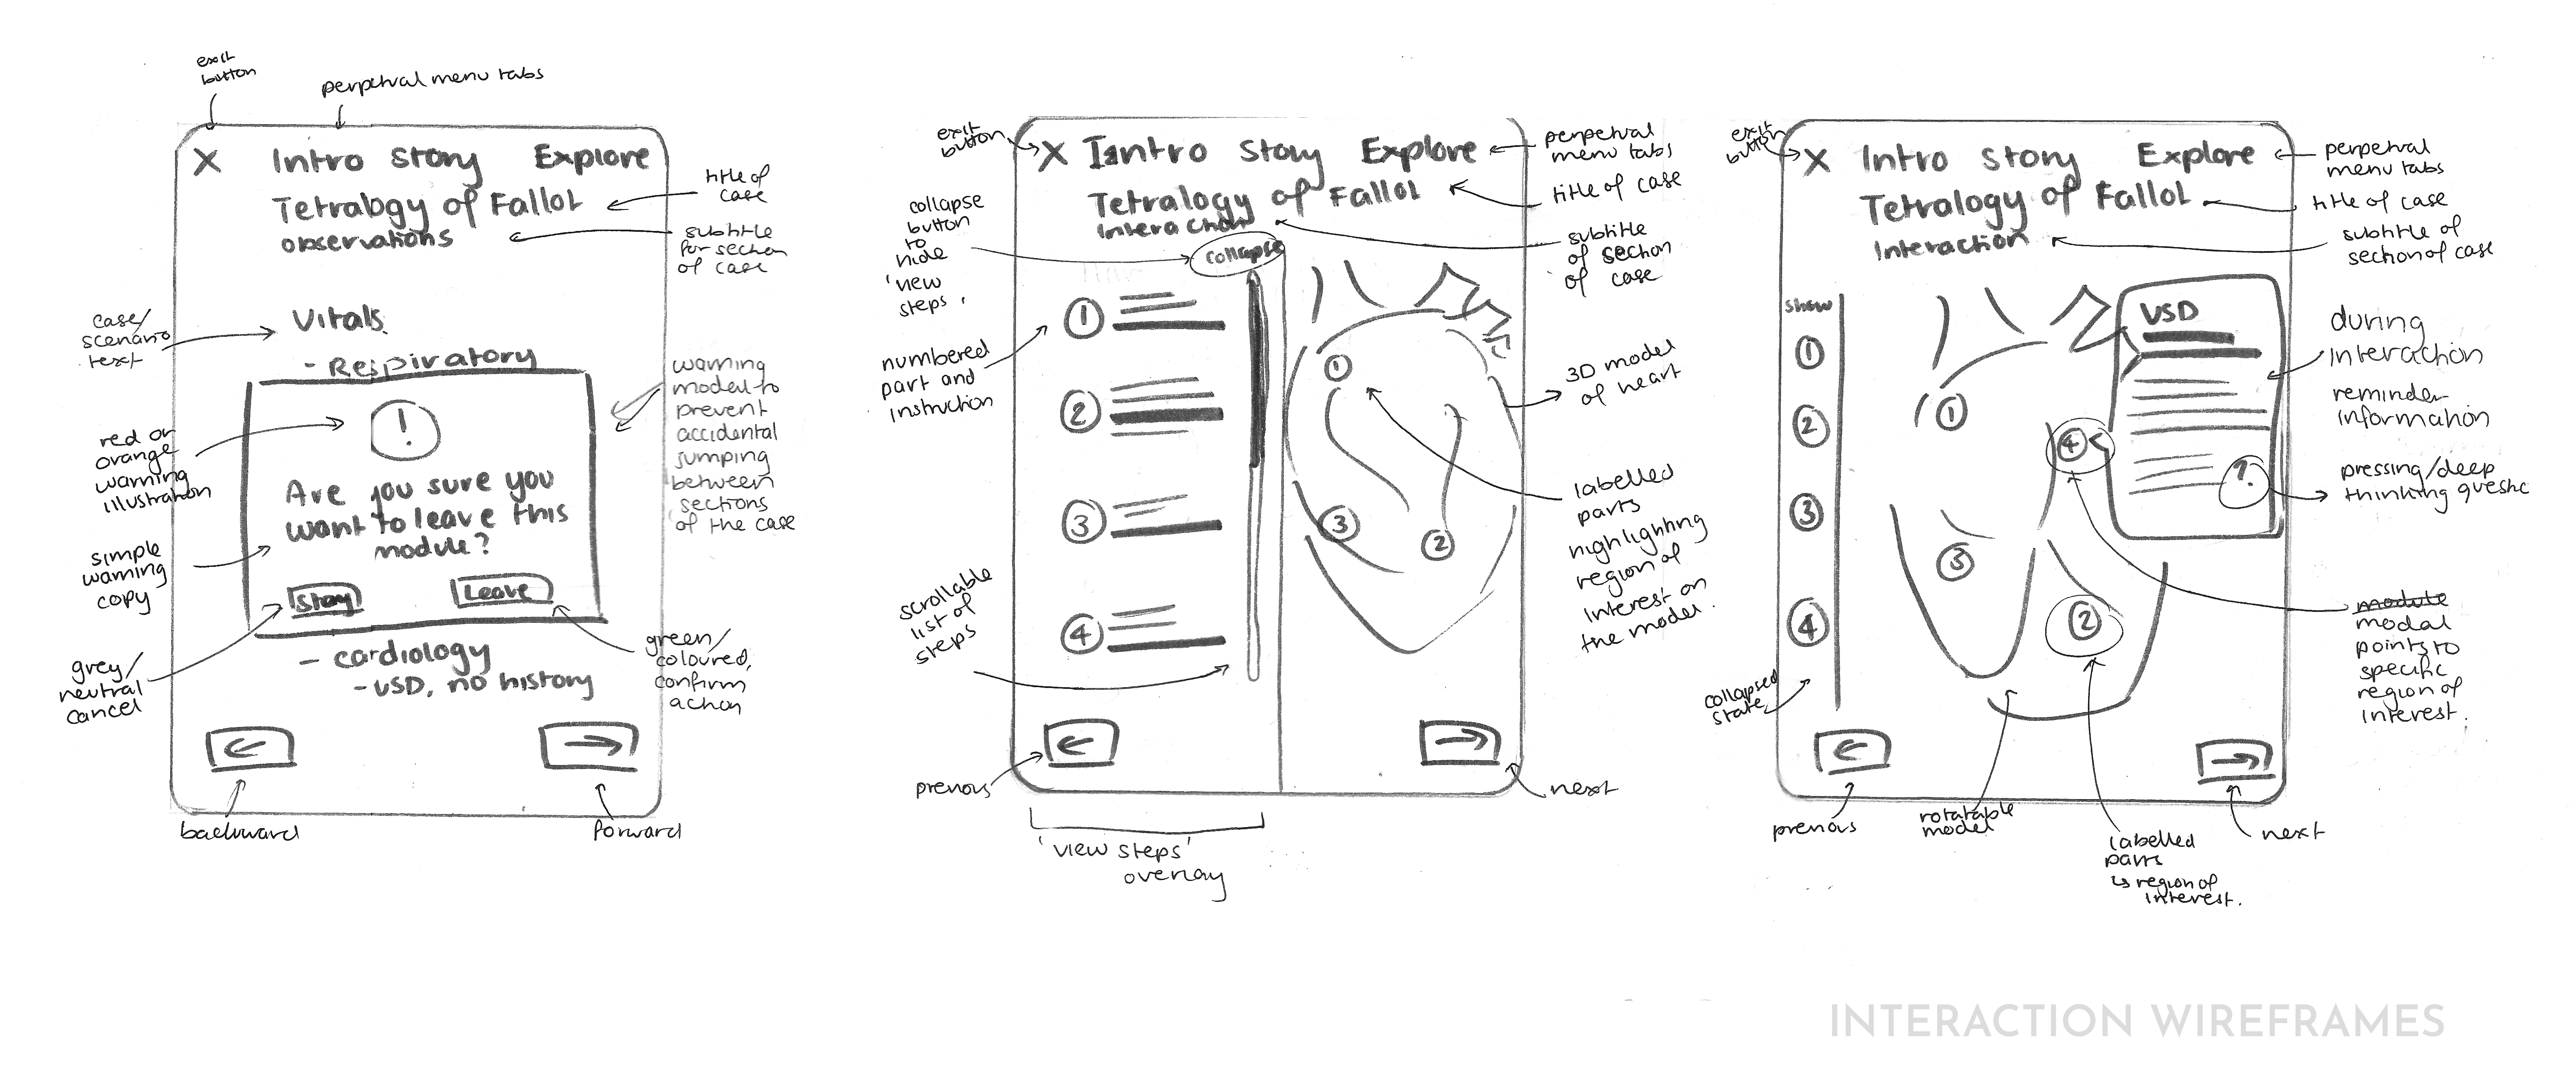 exit
button
perpetual menu tabs
X Intro Story Explore
Tetralogy of Fallot
observations
title of
case
subtitle
for section
of case
Vitals
- Respiratory
case/
scenario
text
!
Are you sure you
want to leave this
module?
Stay Leave
red or
orange
warning
illustration
simple
warning
copy
grey/
neutral
cancel
warning
modal to
prevent
accidental
jumping
between
sections
of the case
green/
coloured,
confirm
action
- cardiology
- VSD, no history
← →
backward
forward
exit
button
X Intro Story Explore
Tetralogy of Fallot
Interaction
collapse
perpetual
menu tabs
title of case
subtitle
of section
of case
collapse
button
to
hide
'new
steps'
numbered
part and
instruction
1
2
3
4
1
3
2
3D model
of heart
labelled
parts
highlighting
region of
interest on
the model.
scrollable
list of
steps
← →
previous
next
'view steps'
overlay
exit
button
X Intro Story Explore
Tetralogy of Fallot
Interaction
perpetual
menu tabs
title of case
subtitle of
section of case
show
1
2
3
4
1
4
3
2
VSD
?
during
interaction
reminder
information
pressing/deep
thinking questic
module
modal
points to
specific
region of
interest.
collapsed
state
← →
previous
rotatable
model
labelled
parts
↳ region of
interest.
next
INTERACTION WIREFRAMES